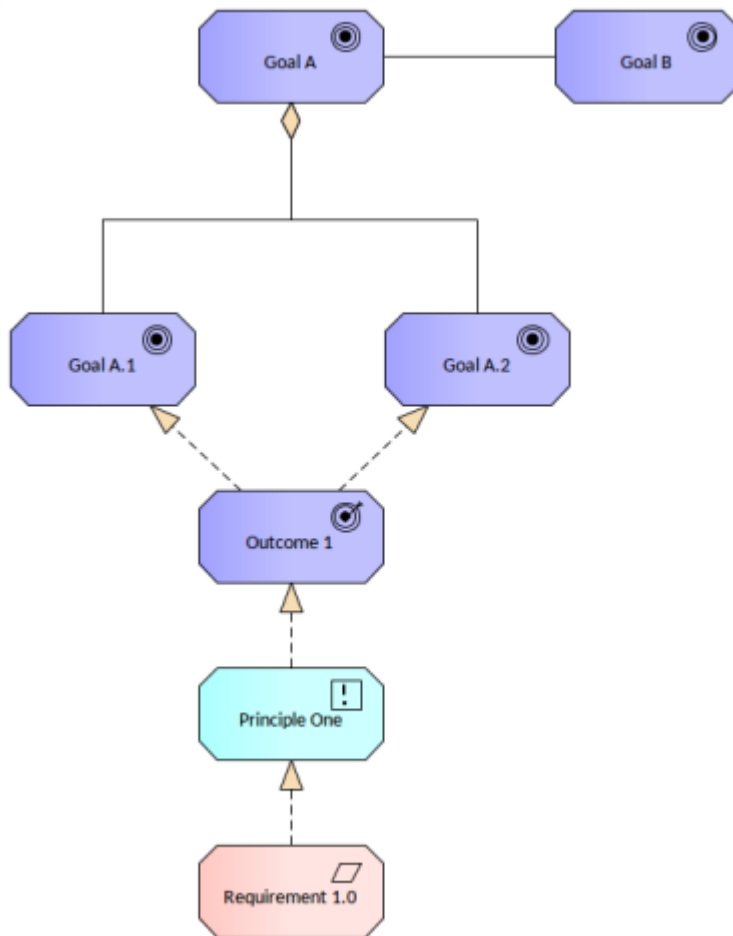 Goal A
Goal B
Goal A.1
Goal A.2
Outcome 1
Principle One
Requirement 1.0